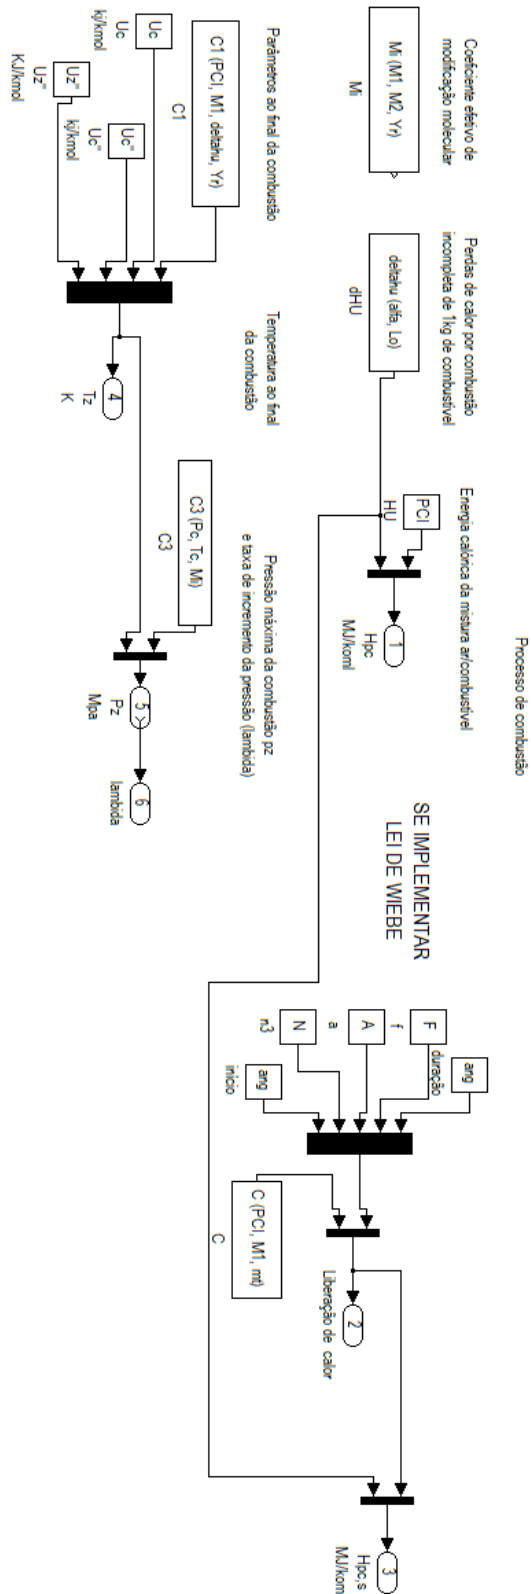 Processo de combustão
Coeficiente efetivo de
modificação molecular
Mi (M1, M2, Yr)
Mi
Perdas de calor por combustão
incompleta de 1kg de combustível
deltahu (alfa, Lo)
dHU
Energia calórica da mistura ar/combustível
PCI
HU
1
Hpc
MJ/koml
SE IMPLEMENTAR
LEI DE WIEBE
ang
duração
F
f
A
a
N
n3
ang
início
C (PCI, M1, mt)
C
2
Liberação de calor
3
Hpc,s
MJ/kom
Parâmetros ao final da combustão
C1 (PCI, M1, deltahu, Yr)
C1
Uc
Uc
kj/kmol
Uc"
Uc"
kj/kmol
Uz"
Uz"
KJ/kmol
Temperatura ao final
da combustão
4
Tz
K
Pressão máxima da combustão pz
e taxa de incremento da pressão (lambida)
C3 (Pc, Tc, Mi)
C3
5
Pz
Mpa
6
lambida